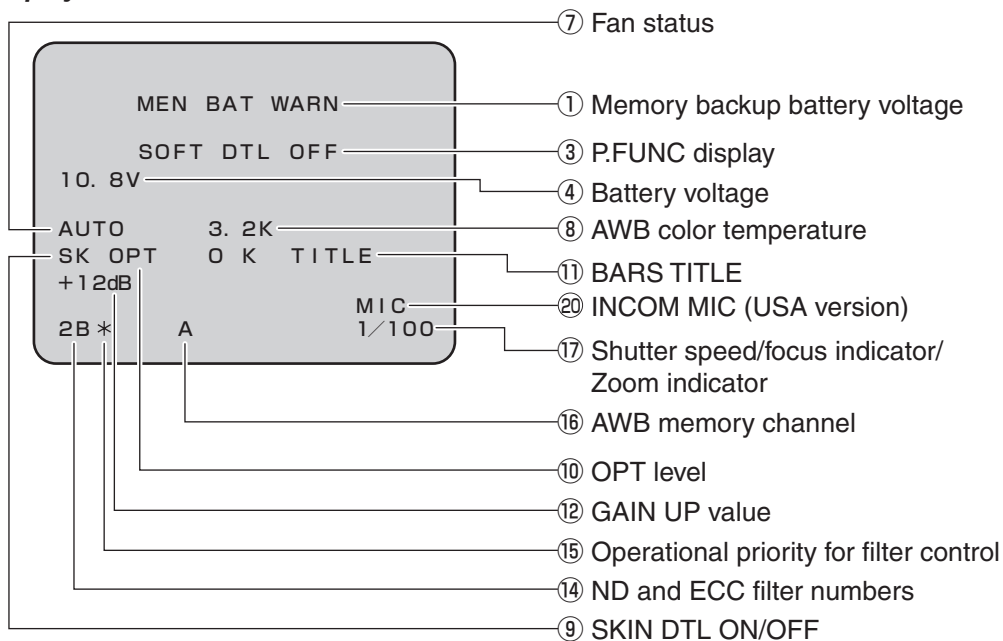 ⑦ Fan status
MEN BAT WARN
① Memory backup battery voltage
SOFT DTL OFF
③ P.FUNC display
10. 8V
④ Battery voltage
AUTO 3. 2K
⑧ AWB color temperature
SK OPT O K TITLE
⑪ BARS TITLE
+12dB
MIC
⑳ INCOM MIC (USA version)
2B＊ A 1／100
⑰ Shutter speed/focus indicator/
Zoom indicator
⑯ AWB memory channel
⑩ OPT level
⑫ GAIN UP value
⑮ Operational priority for filter control
⑭ ND and ECC filter numbers
⑨ SKIN DTL ON/OFF